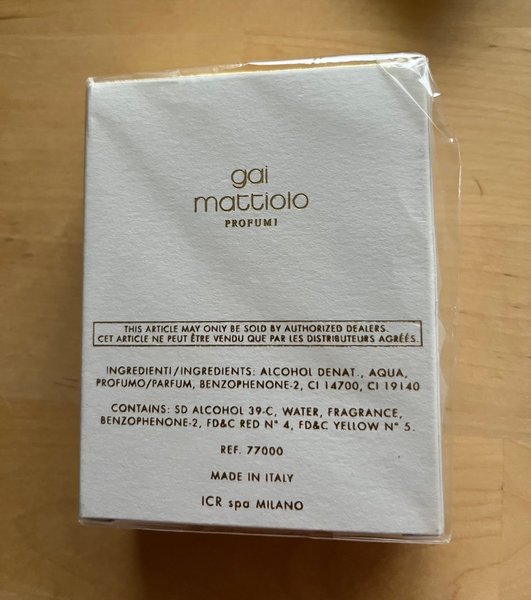 gai
mattiolo
PROFUMI
THIS ARTICLE MAY ONLY BE SOLD BY AUTHORIZED DEALERS.
CET ARTICLE NE PEUT ÊTRE VENDU QUE PAR LES DISTRIBUTEURS AGRÉÉS.
INGREDIENTI/INGREDIENTS: ALCOHOL DENAT., AQUA,
PROFUMO/PARFUM, BENZOPHENONE-2, CI 14700, CI 19140
CONTAINS: SD ALCOHOL 39-C, WATER, FRAGRANCE,
BENZOPHENONE-2, FD&C RED N° 4, FD&C YELLOW N° 5.
REF. 77000
MADE IN ITALY
ICR spa MILANO